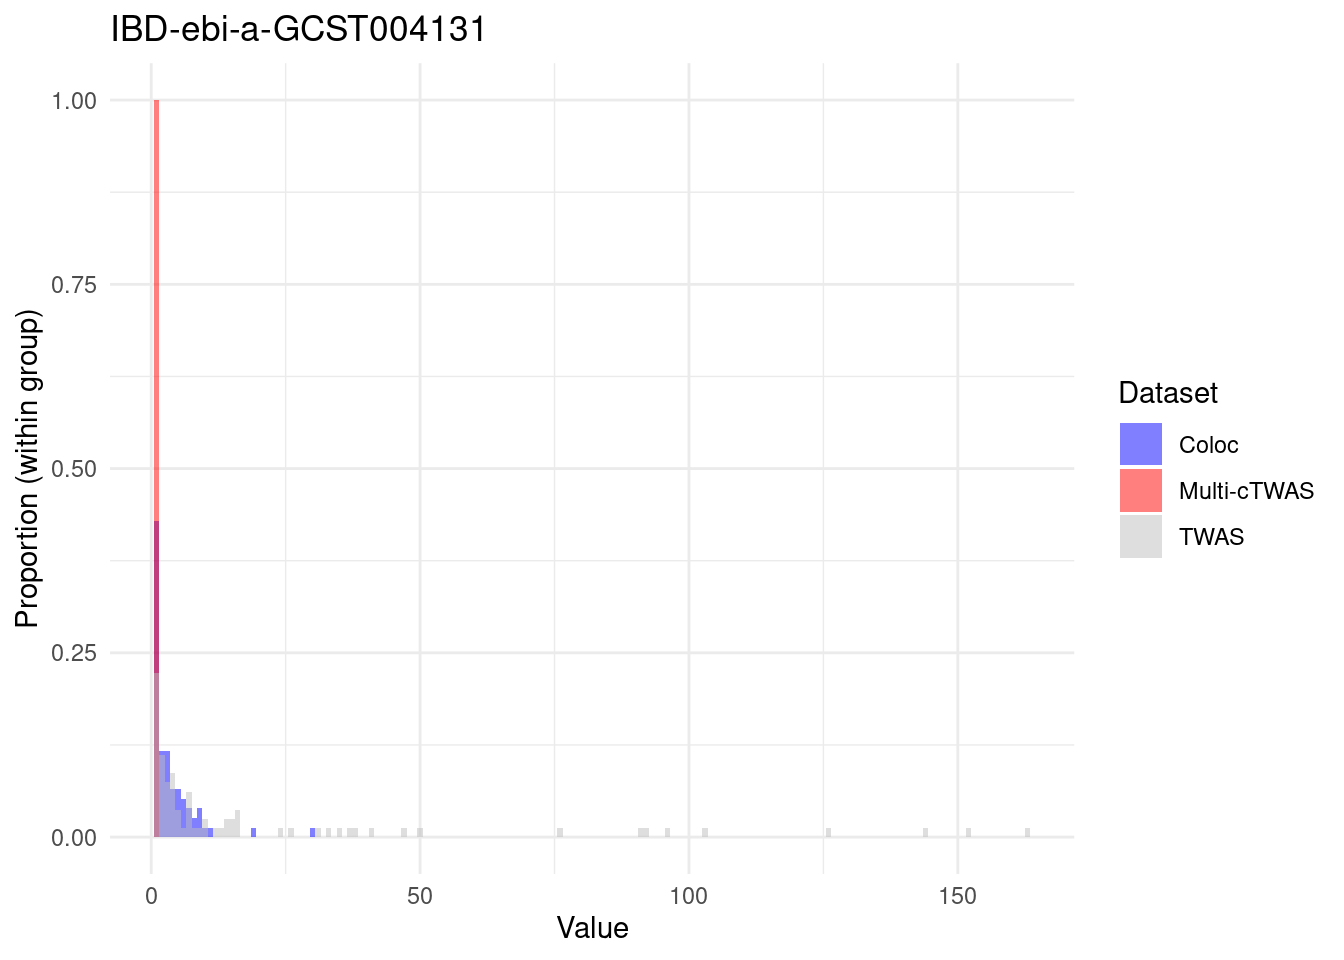 IBD-ebi-a-GCST004131
Proportion (within group)
1.00
0.75
0.50
0.25
0.00
0
50
100
150
Value
Dataset
Coloc
Multi-cTWAS
TWAS